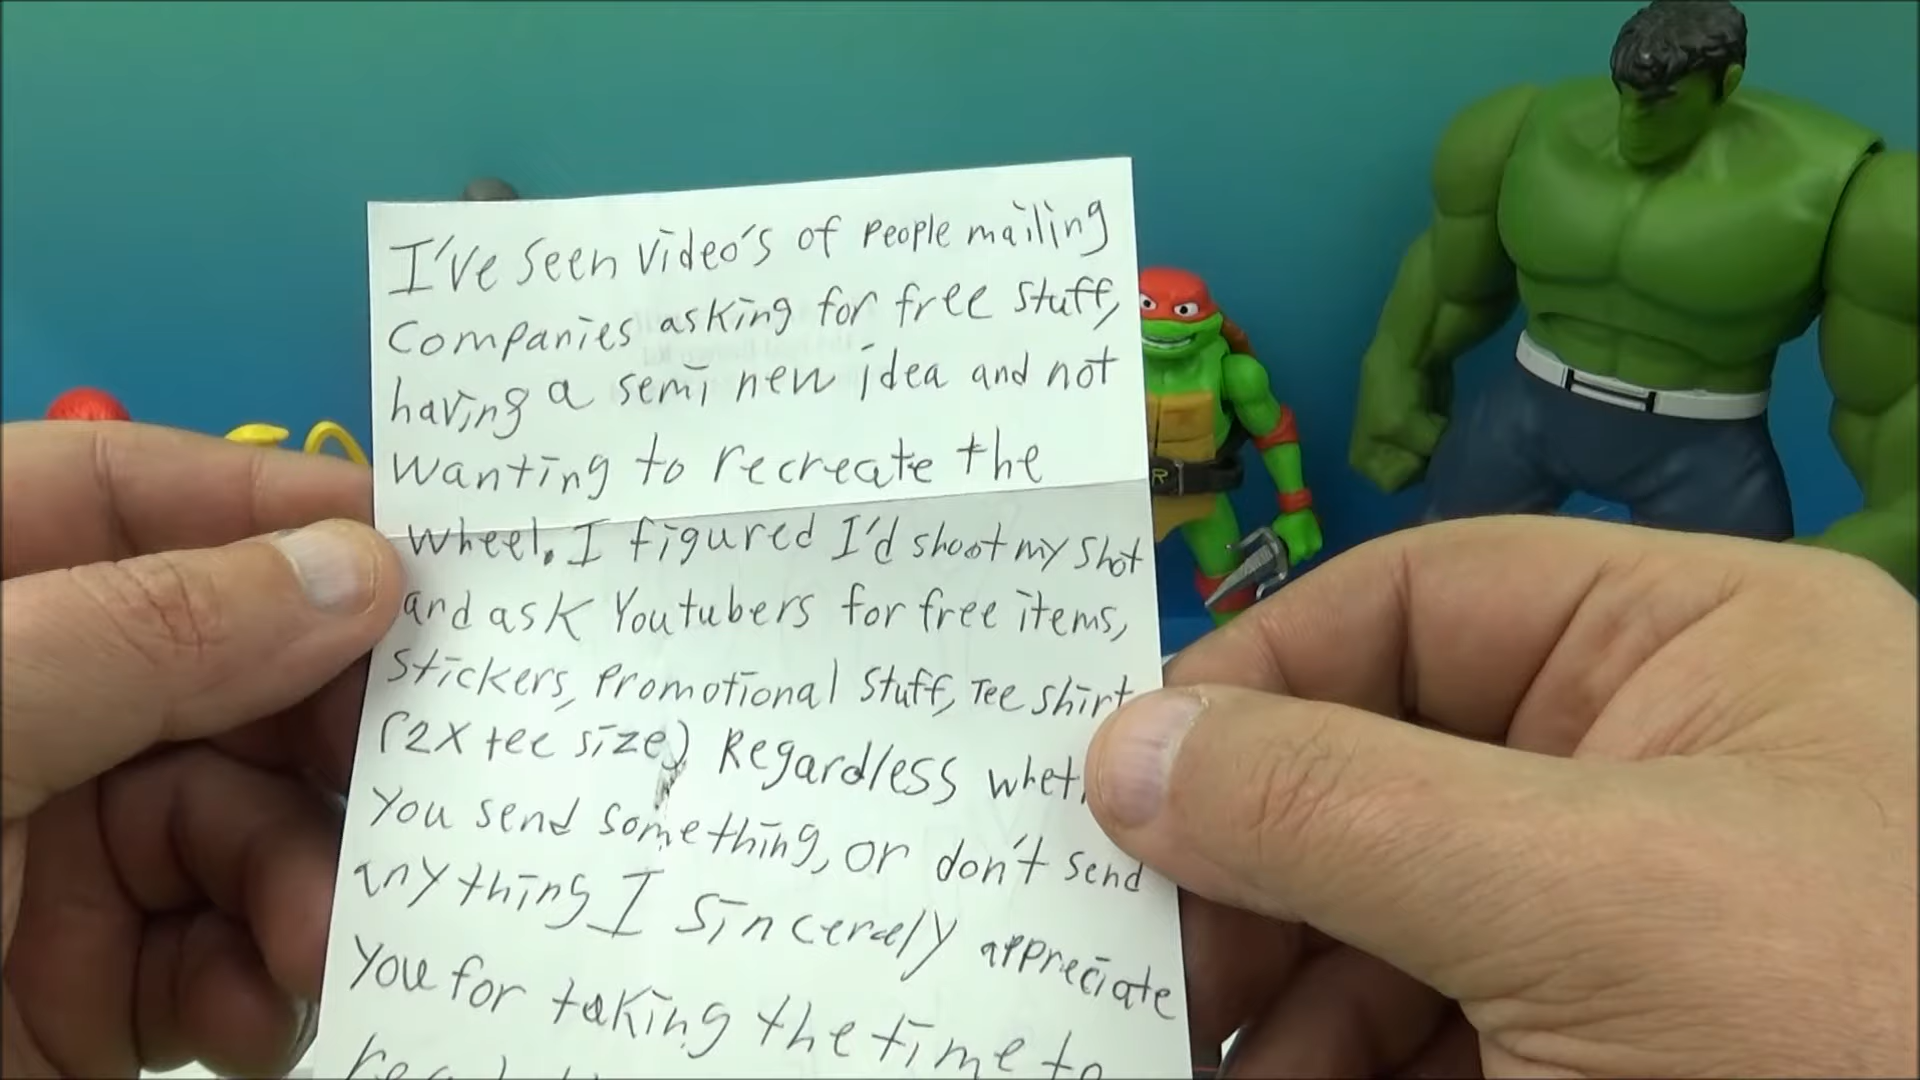 I've seen video's of people mailing
Companies asking for free stuff,
having a semi new idea and not
wanting to recreate the
wheel. I figured I'd shoot my shot
and ask Youtubers for free items,
stickers, promotional stuff, Tee shirt
(2X tee size) Regardless
you send something, or don't send
anything I sincerely appreciate
you for taking the time to
R